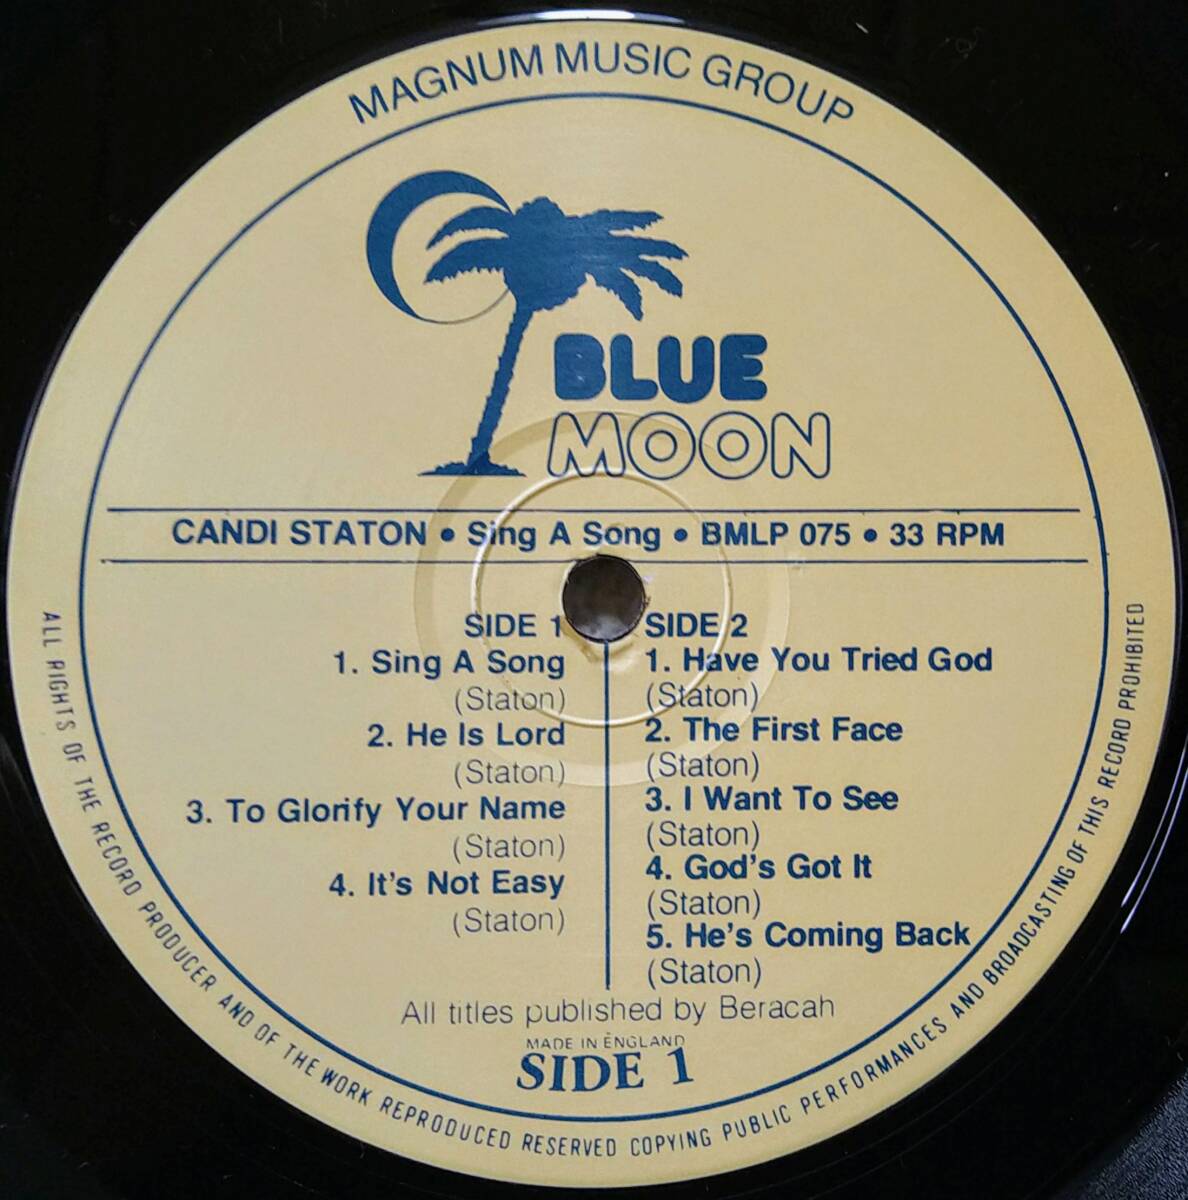 MAGNUM MUSIC GROUP
BLUE
MOON
CANDI STATON • Sing A Song • BMLP 075 • 33 RPM
SIDE 1
1. Sing A Song
(Staton)
2. He Is Lord
(Staton)
3. To Glorify Your Name
(Staton)
4. It's Not Easy
(Staton)
SIDE 2
1. Have You Tried God
(Staton)
2. The First Face
(Staton)
3. I Want To See
(Staton)
4. God's Got It
(Staton)
5. He's Coming Back
(Staton)
All titles published by Beracah
MADE IN ENGLAND
SIDE 1
ALL RIGHTS OF THE RECORD PRODUCER AND OF THE WORK REPRODUCED RESERVED COPYING PUBLIC PERFORMANCES AND BROADCASTING OF THIS RECORD PROHIBITED